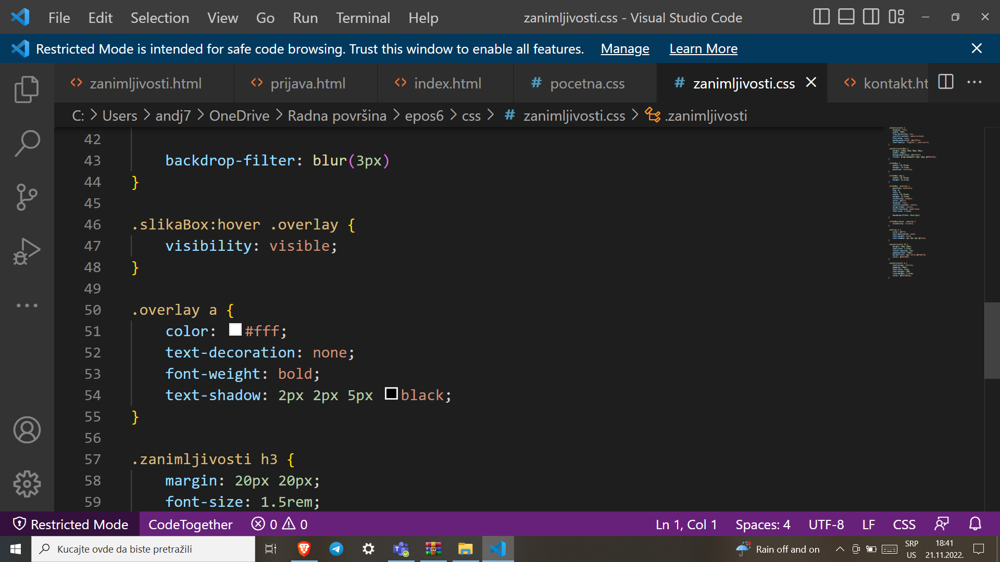 File Edit Selection View Go Run Terminal Help zanimljivosti.css - Visual Studio Code
Restricted Mode is intended for safe code browsing. Trust this window to enable all features. Manage Learn More
zanimljivosti.html prijava.html index.html # pocetna.css # zanimljivosti.css kontakt.ht
C: > Users > andj7 > OneDrive > Radna površina > epos6 > css > # zanimljivosti.css > .zanimljivosti
42
43 backdrop-filter: blur(3px)
44 }
45
46 .slikaBox:hover .overlay {
47 visibility: visible;
48 }
49
50 .overlay a {
51 color: #fff;
52 text-decoration: none;
53 font-weight: bold;
54 text-shadow: 2px 2px 5px black;
55 }
56
57 .zanimljivosti h3 {
58 margin: 20px 20px;
59 font-size: 1.5rem;
Restricted Mode CodeTogether 0 0 Ln 1, Col 1 Spaces: 4 UTF-8 LF CSS
Kucajte ovde da biste pretražili Rain off and on SRP 18:41
US 21.11.2022.